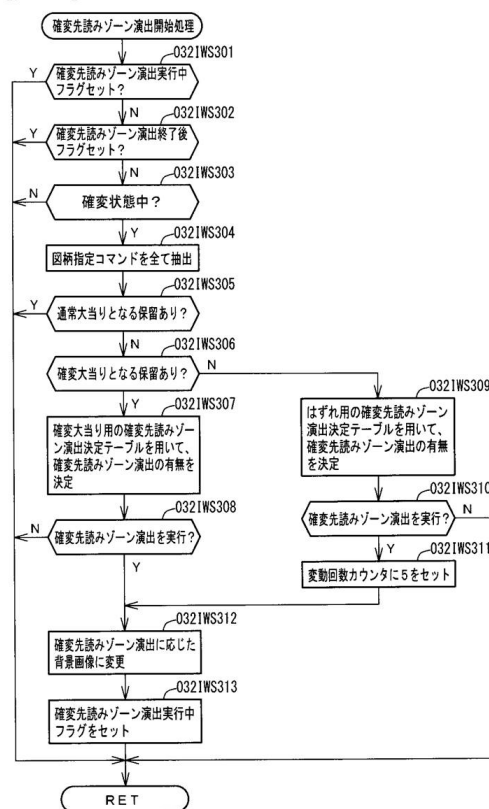 確変先読みゾーン演出開始処理
032IWS301
Y
確変先読みゾーン演出実行中
フラグセット？
N
032IWS302
Y
確変先読みゾーン演出終了後
フラグセット？
N
032IWS303
N
確変状態中？
Y
032IWS304
図柄指定コマンドを全て抽出
032IWS305
Y
通常大当りとなる保留あり？
N
032IWS306
確変大当りとなる保留あり？
N
Y
032IWS307
確変大当り用の確変先読みゾー
ン演出決定テーブルを用いて、
確変先読みゾーン演出の有無を
決定
032IWS309
はずれ用の確変先読みゾーン
演出決定テーブルを用いて、
確変先読みゾーン演出の有無
を決定
032IWS308
N
確変先読みゾーン演出を実行？
Y
032IWS310
確変先読みゾーン演出を実行？
N
Y
032IWS311
変動回数カウンタに５をセット
032IWS312
確変先読みゾーン演出に応じた
背景画像に変更
032IWS313
確変先読みゾーン演出実行中
フラグをセット
RET